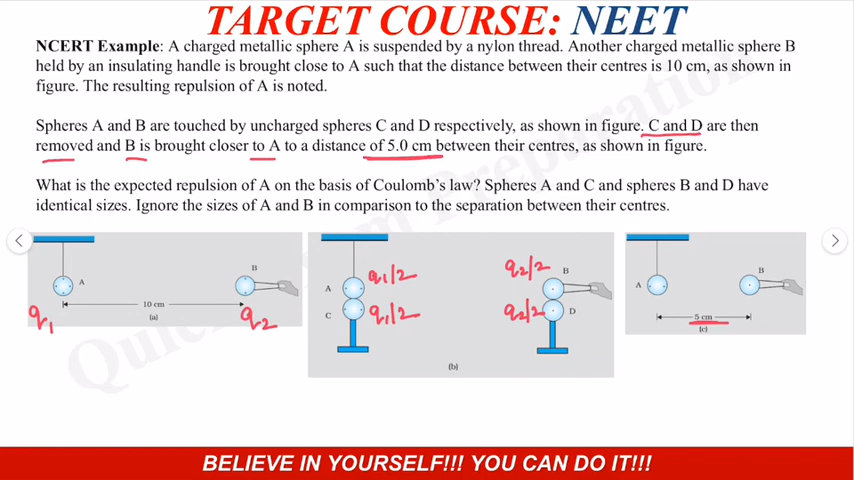 TARGET COURSE: NEET
NCERT Example: A charged metallic sphere A is suspended by a nylon thread. Another charged metallic sphere B
held by an insulating handle is brought close to A such that the distance between their centres is 10 cm, as shown in
figure. The resulting repulsion of A is noted.
Spheres A and B are touched by uncharged spheres C and D respectively, as shown in figure. C and D are then
removed and B is brought closer to A to a distance of 5.0 cm between their centres, as shown in figure.
What is the expected repulsion of A on the basis of Coulomb's law? Spheres A and C and spheres B and D have
identical sizes. Ignore the sizes of A and B in comparison to the separation between their centres.
A
B
10 cm
(a)
q1
q2
A
q1/2
C
q1/2
q2/2
B
q2/2
D
(b)
A
B
5 cm
(c)
BELIEVE IN YOURSELF!!! YOU CAN DO IT!!!